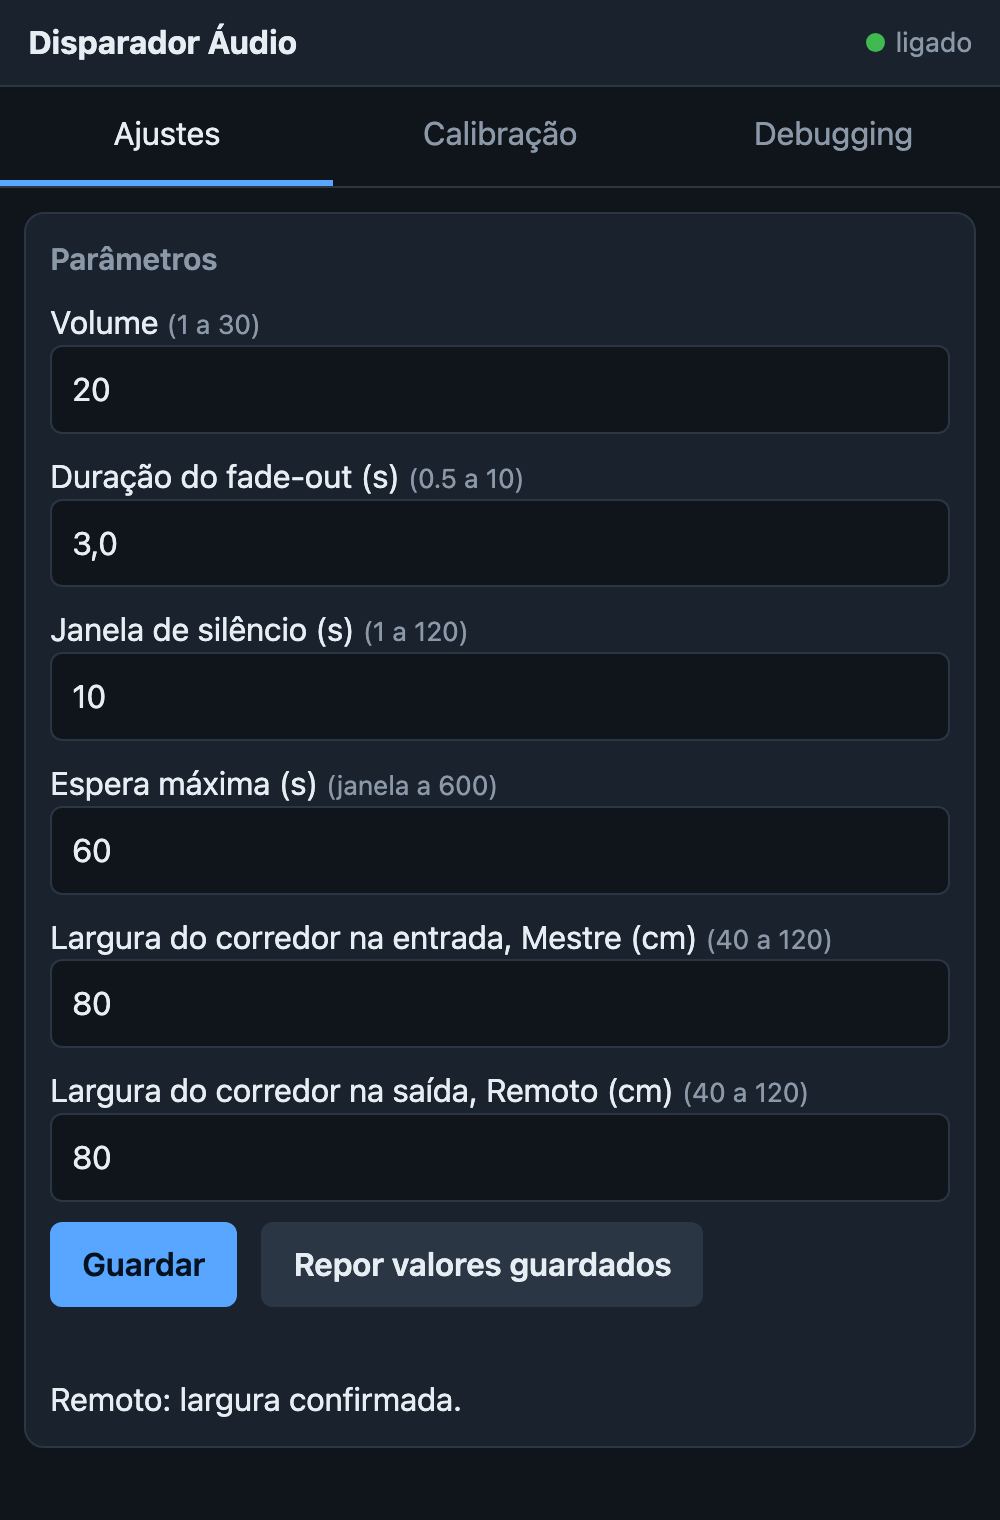 Disparador Áudio
ligado
Ajustes
Calibração
Debugging
Parâmetros
Volume (1 a 30)
20
Duração do fade-out (s) (0.5 a 10)
3,0
Janela de silêncio (s) (1 a 120)
10
Espera máxima (s) (janela a 600)
60
Largura do corredor na entrada, Mestre (cm) (40 a 120)
80
Largura do corredor na saída, Remoto (cm) (40 a 120)
80
Guardar
Repor valores guardados
Remoto: largura confirmada.